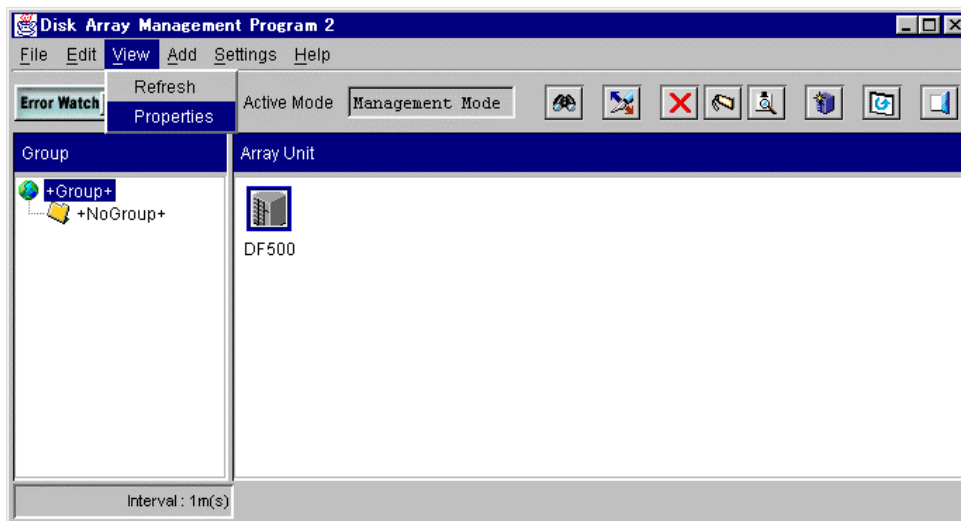 Disk Array Management Program 2
File Edit View Add Settings Help
Refresh
Properties
Error Watch
Active Mode Management Mode
Group
Array Unit
+Group+
+NoGroup+
DF500
Interval : 1m(s)